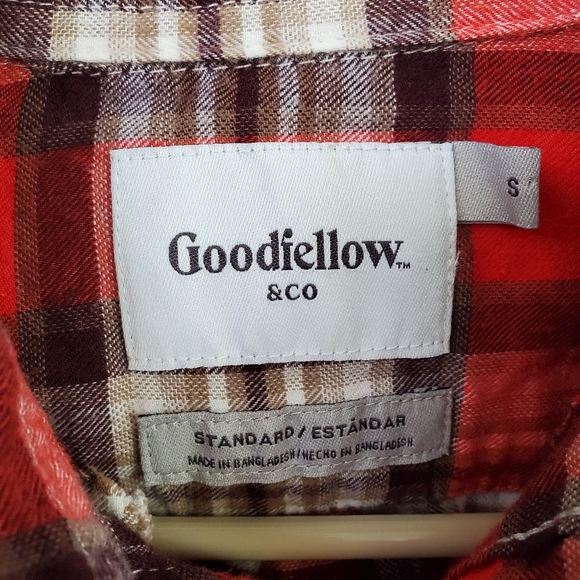 Goodfellow™
&CO
S
STANDARD/ESTÁNDAR
MADE IN BANGLADESH/HECHO EN BANGLADESH